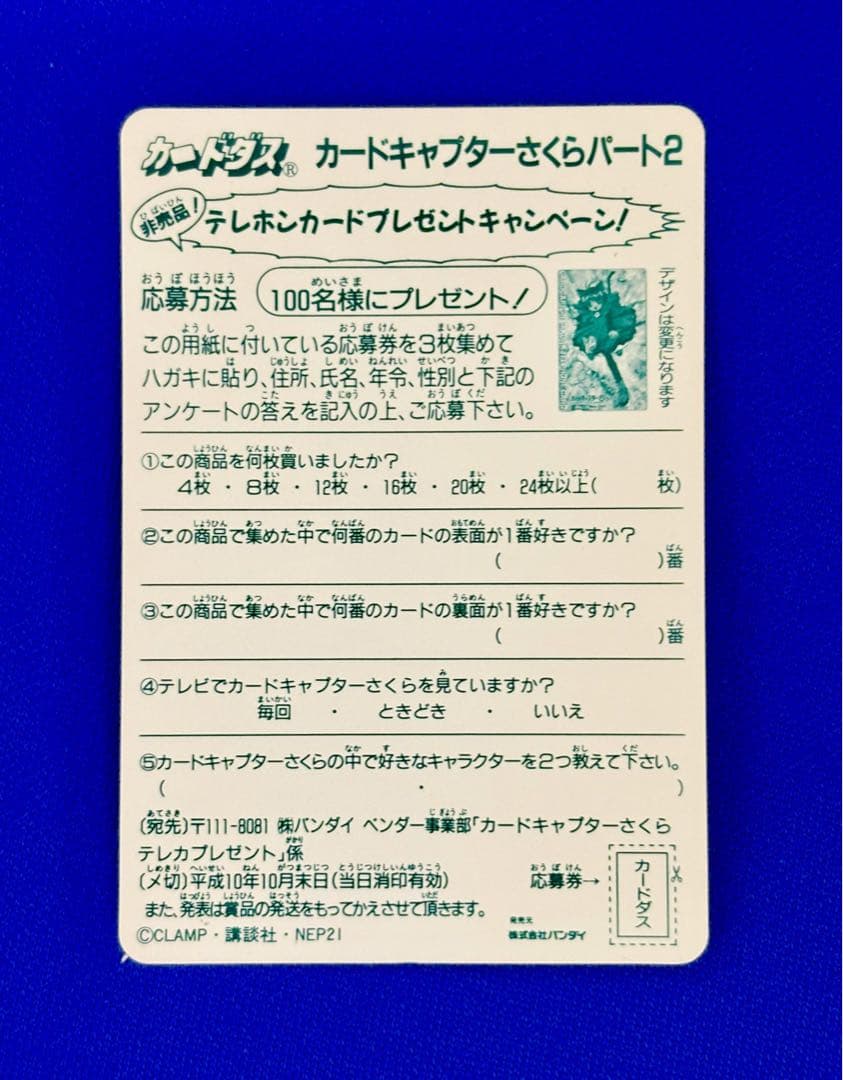 カードダス® カードキャプターさくらパート2
非売品! テレホンカードプレゼントキャンペーン!
応募方法 100名様にプレゼント!
デザインは変更になります
この用紙に付いている応募券を3枚集めて
ハガキに貼り、住所、氏名、年令、性別と下記の
アンケートの答えを記入の上、ご応募下さい。
①この商品を何枚買いましたか?
4枚・8枚・12枚・16枚・20枚・24枚以上( 枚)
②この商品で集めた中で何番のカードの表面が1番好きですか?
( )番
③この商品で集めた中で何番のカードの裏面が1番好きですか?
( )番
④テレビでカードキャプターさくらを見ていますか?
毎回 ・ ときどき ・ いいえ
⑤カードキャプターさくらの中で好きなキャラクターを2つ教えて下さい。
( ・ )
(宛先)〒111-8081 ㈱バンダイ ベンダー事業部「カードキャプターさくら
テレカプレゼント」係
(〆切)平成10年10月末日(当日消印有効) 応募券→
カードダス
また、発表は賞品の発送をもってかえさせて頂きます。
©CLAMP・講談社・NEP21
発売元
株式会社バンダイ